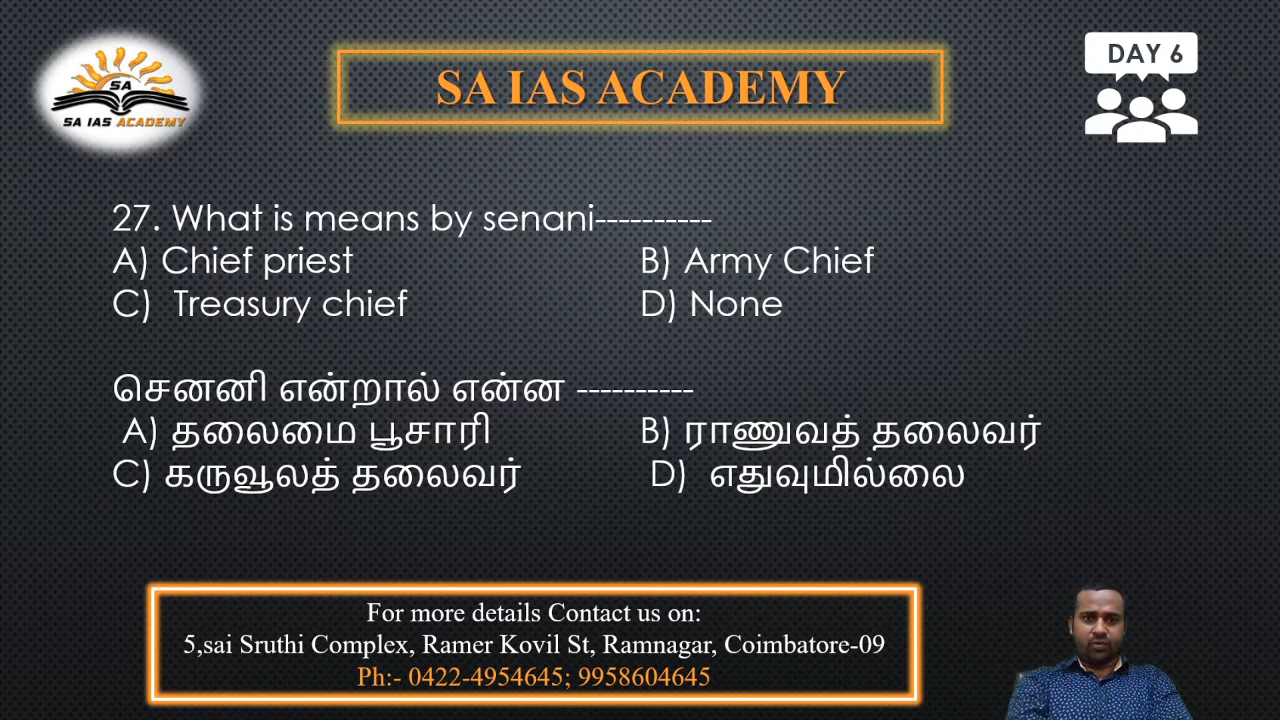 SA
SA IAS ACADEMY
SA IAS ACADEMY
DAY 6
27. What is means by senani----------
A) Chief priest B) Army Chief
C) Treasury chief D) None
செனனி என்றால் என்ன ----------
A) தலைமை பூசாரி B) ராணுவத் தலைவர்
C) கருவூலத் தலைவர் D) எதுவுமில்லை
For more details Contact us on:
5,sai Sruthi Complex, Ramer Kovil St, Ramnagar, Coimbatore-09
Ph:- 0422-4954645; 9958604645